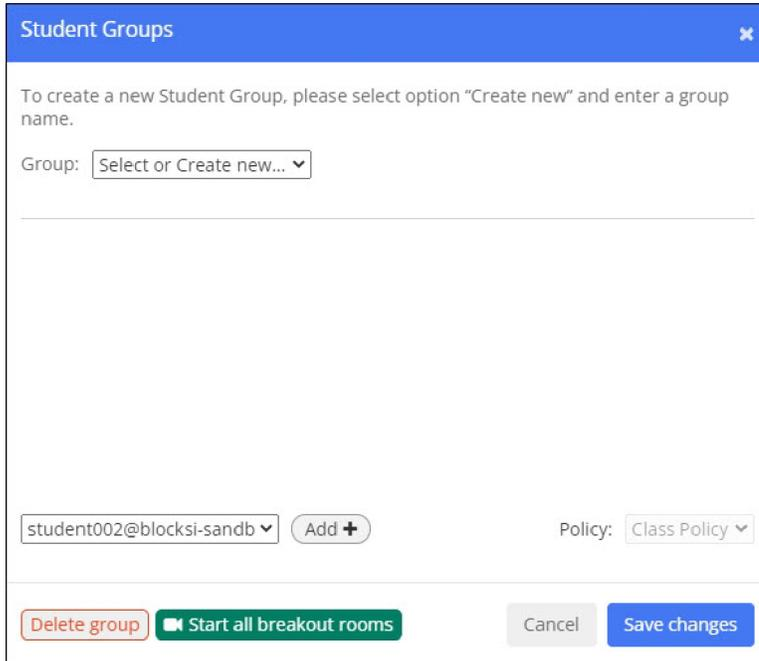 Student Groups
To create a new Student Group, please select option “Create new“ and enter a group
name.
Group: Select or Create new...
student002@blocksi-sandb Add Policy: Class Policy
Delete group Start all breakout rooms Cancel Save changes